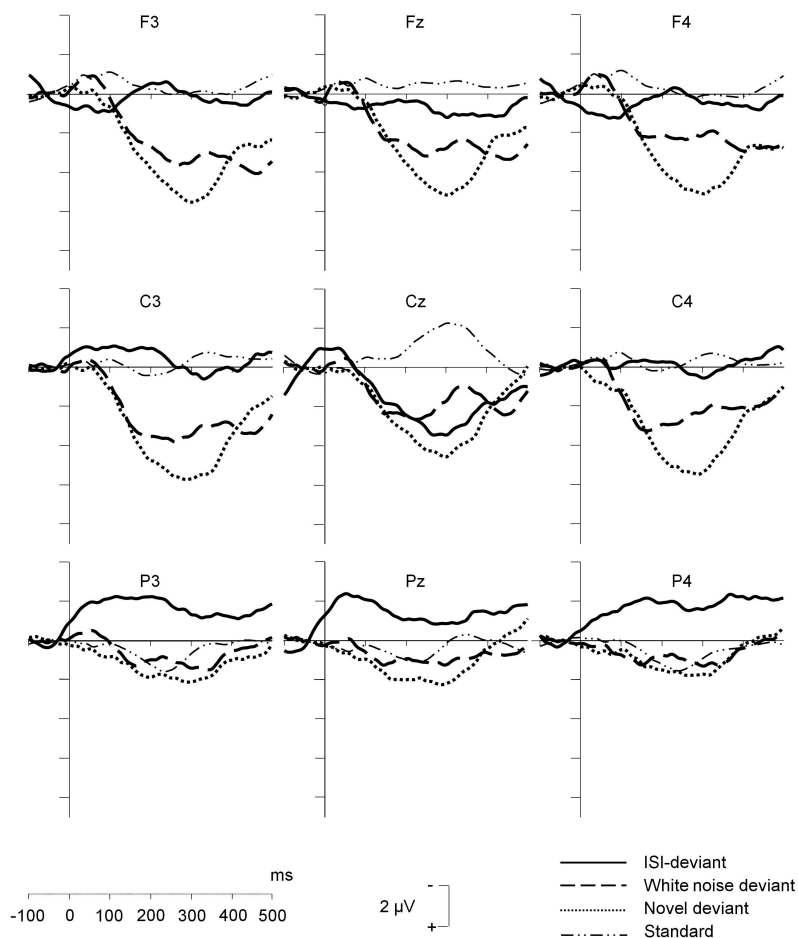 F3 Fz F4
C3 Cz C4
P3 Pz P4
ms
-100 0 100 200 300 400 500
-
2 µV
+
ISI-deviant
White noise deviant
Novel deviant
Standard